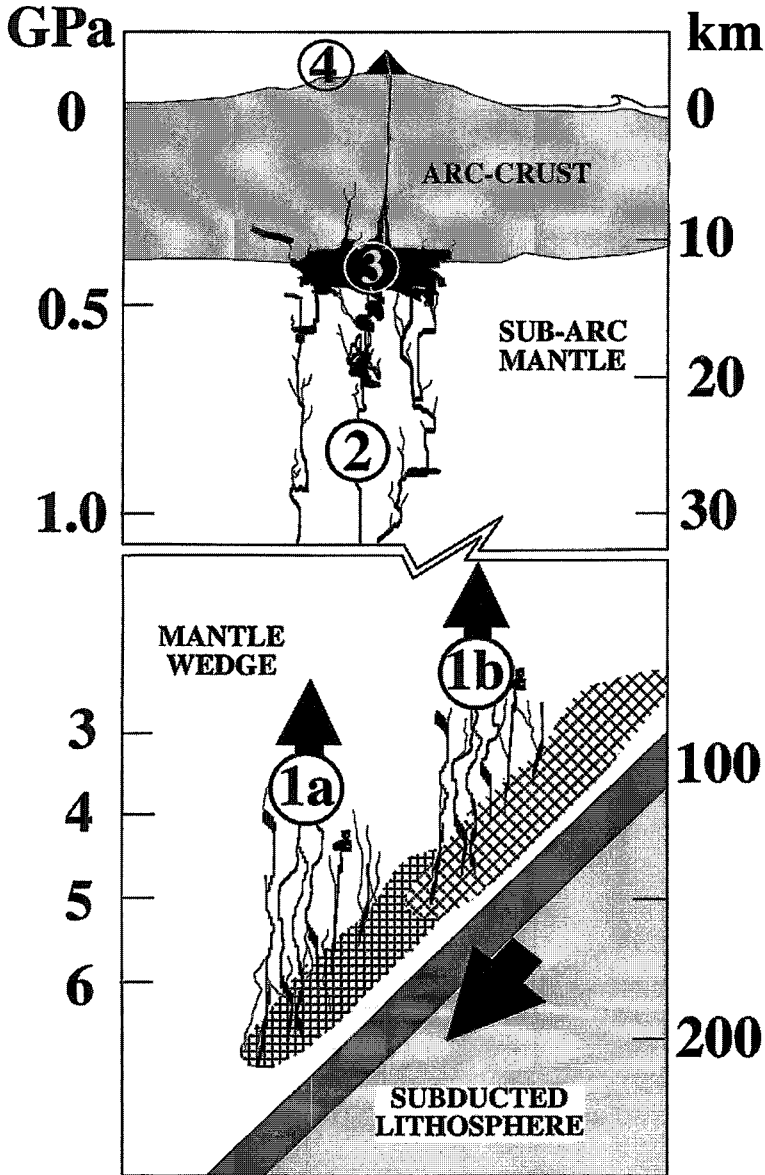 GPa
km
4
0
0
ARC-CRUST
10
3
0.5
SUB-ARC
MANTLE
20
2
1.0
30
MANTLE
WEDGE
1b
3
100
1a
4
5
6
200
SUBDUCTED
LITHOSPHERE